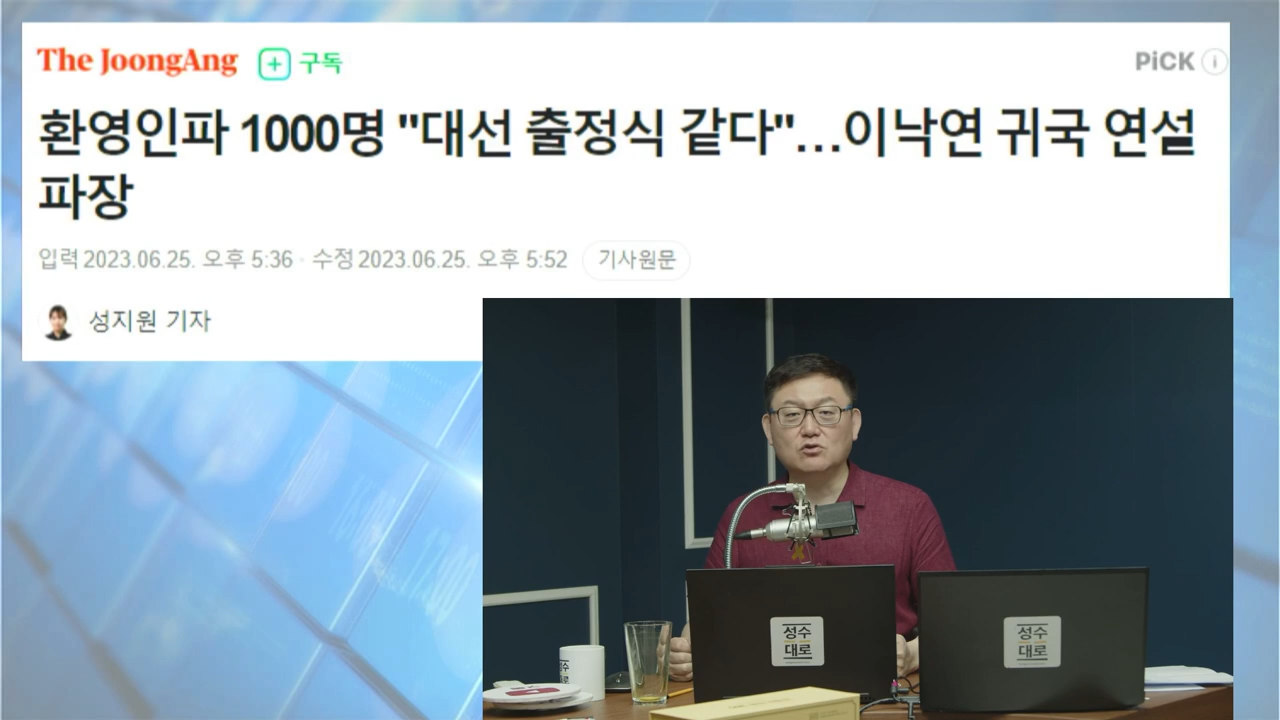 The JoongAng + 구독
PiCK i
환영인파 1000명 "대선 출정식 같다"…이낙연 귀국 연설
파장
입력 2023.06.25. 오후 5:36 · 수정 2023.06.25. 오후 5:52 기사원문
성지원 기자
성수
대로
성수
대로